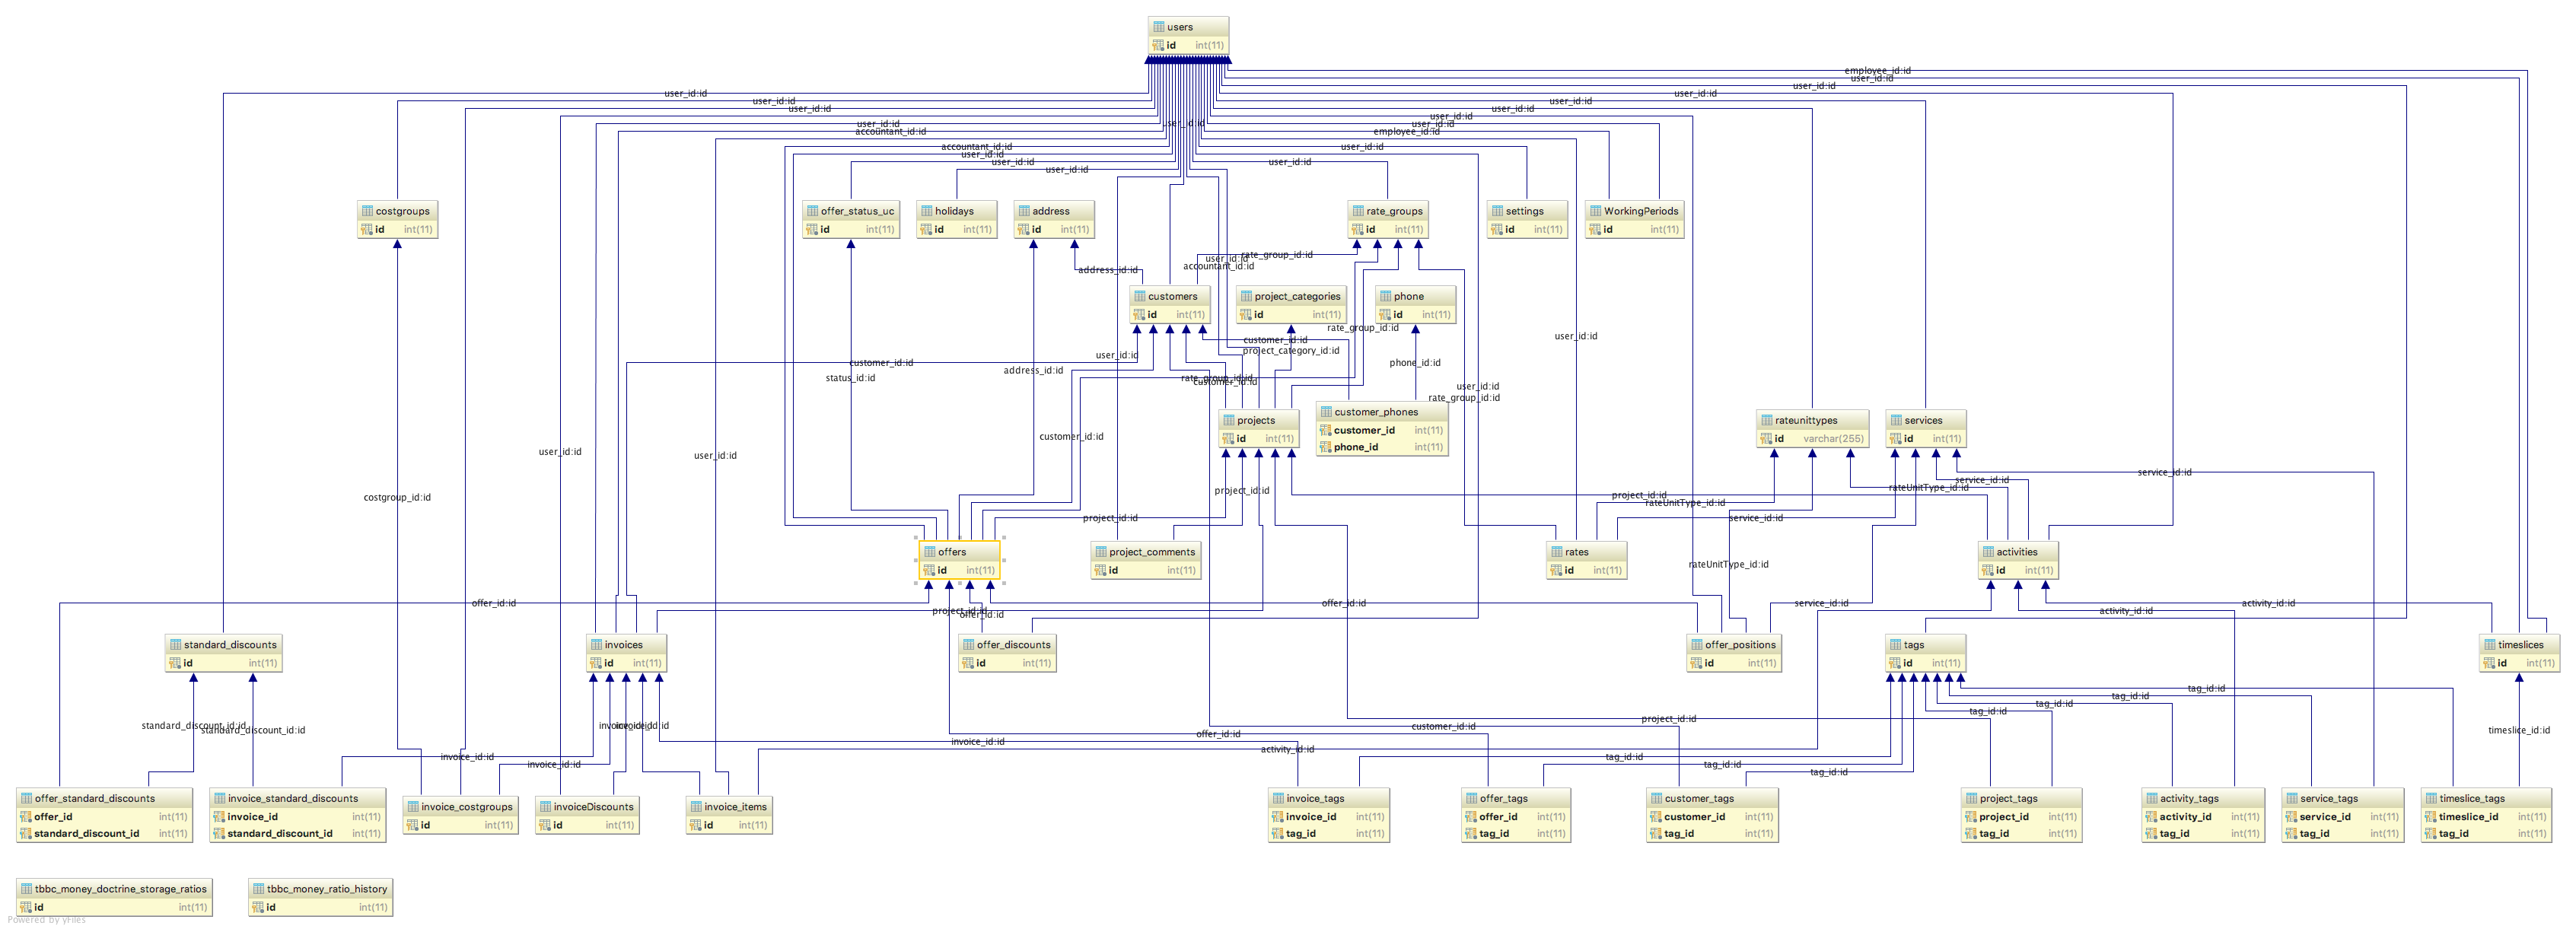 users
id int(11)
employee_id:id
user_id:id
user_id:id
user_id:id
user_id:id
user_id:id
user_id:id
user_id:id
user_id:id
user_id:id
user_id:id
user_id:id
user_id:id
user_id:id
accountant_id:id
employee_id:id
accountant_id:id
user_id:id
user_id:id
user_id:id
user_id:id
user_id:id
costgroups
id int(11)
offer_status_uc
id int(11)
holidays
id int(11)
address
id int(11)
rate_groups
id int(11)
settings
id int(11)
WorkingPeriods
id int(11)
rate_group_id:id
user_id:id
accountant_id:id
address_id:id
customers
id int(11)
project_categories
id int(11)
phone
id int(11)
rate_group_id:id
user_id:id
customer_id:id
project_category_id:id
user_id:id
customer_id:id
phone_id:id
address_id:id
status_id:id
rate_group_id:id
customer_id:id
user_id:id
rate_group_id:id
projects
id int(11)
customer_phones
customer_id int(11)
phone_id int(11)
rateunittypes
id varchar(255)
services
id int(11)
customer_id:id
user_id:id
user_id:id
service_id:id
service_id:id
rateUnitType_id:id
project_id:id
project_id:id
costgroup_id:id
rateUnitType_id:id
project_id:id
service_id:id
offers
id int(11)
project_comments
id int(11)
rates
id int(11)
activities
id int(11)
rateUnitType_id:id
offer_id:id
offer_id:id
service_id:id
activity_id:id
project_id:id
offer_id:id
activity_id:id
standard_discounts
id int(11)
invoices
id int(11)
offer_discounts
id int(11)
offer_positions
id int(11)
tags
id int(11)
timeslices
id int(11)
tag_id:id
tag_id:id
tag_id:id
tag_id:id
project_id:id
standard_discount_id:id
standard_discount_id:id
invoice_id:id
invoice_id:id
customer_id:id
timeslice_id:id
offer_id:id
invoice_id:id
activity_id:id
invoice_id:id
tag_id:id
invoice_id:id
tag_id:id
tag_id:id
offer_standard_discounts
offer_id int(11)
standard_discount_id int(11)
invoice_standard_discounts
invoice_id int(11)
standard_discount_id int(11)
invoice_costgroups
id int(11)
invoiceDiscounts
id int(11)
invoice_items
id int(11)
invoice_tags
invoice_id int(11)
tag_id int(11)
offer_tags
offer_id int(11)
tag_id int(11)
customer_tags
customer_id int(11)
tag_id int(11)
project_tags
project_id int(11)
tag_id int(11)
activity_tags
activity_id int(11)
tag_id int(11)
service_tags
service_id int(11)
tag_id int(11)
timeslice_tags
timeslice_id int(11)
tag_id int(11)
tbbc_money_doctrine_storage_ratios
id int(11)
tbbc_money_ratio_history
id int(11)
Powered by yFiles